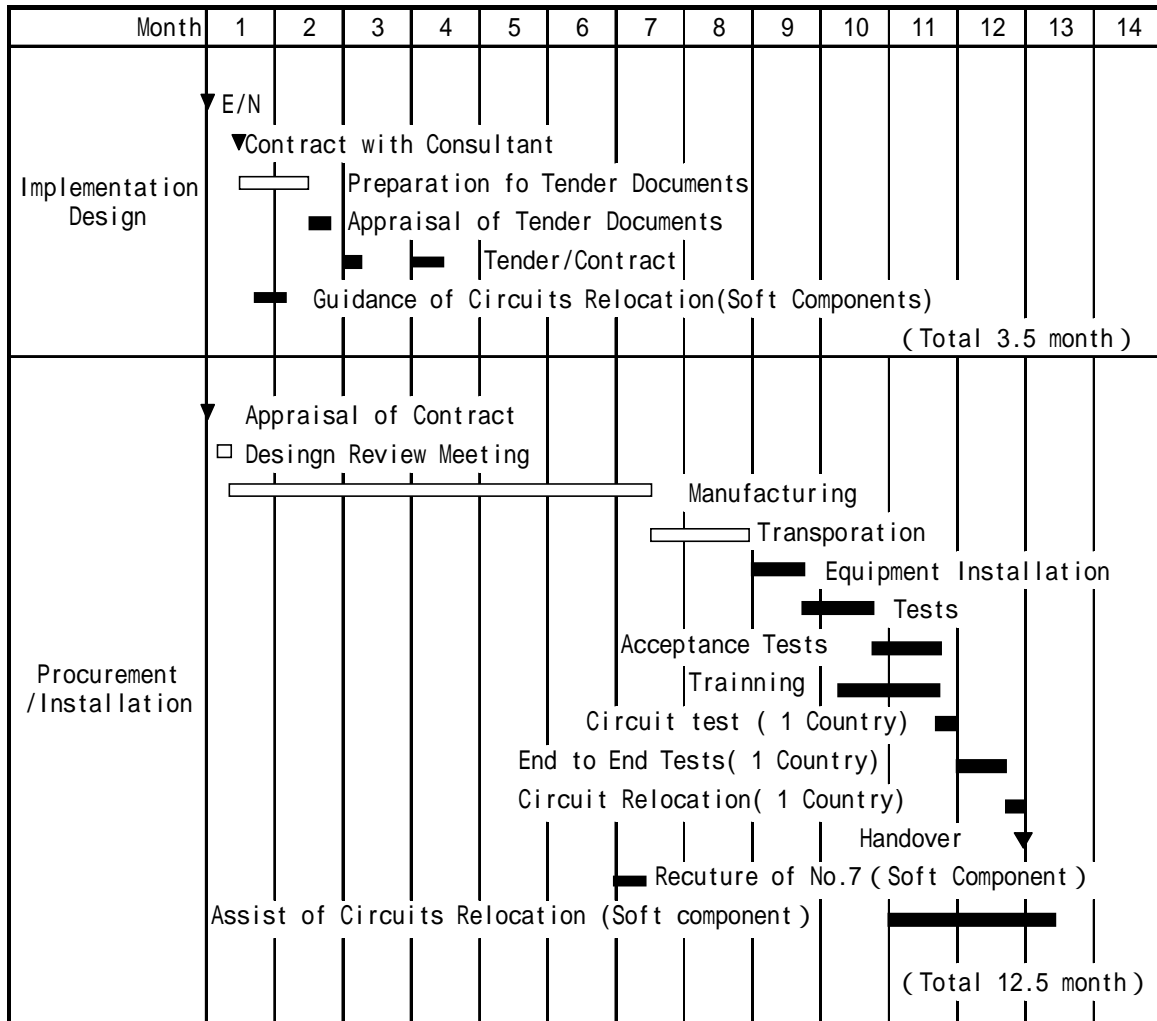 Month 1 2 3 4 5 6 7 8 9 10 11 12 13 14
E/N
Contract with Consultant
Implementation
Design
Preparation fo Tender Documents
Appraisal of Tender Documents
Tender/Contract
Guidance of Circuits Relocation(Soft Components)
(Total 3.5 month)
Appraisal of Contract
Desingn Review Meeting
Manufacturing
Transporation
Equipment Installation
Tests
Acceptance Tests
Procurement
/Installation
Trainning
Circuit test ( 1 Country)
End to End Tests( 1 Country)
Circuit Relocation( 1 Country)
Handover
Recuture of No.7 (Soft Component)
Assist of Circuits Relocation (Soft component)
(Total 12.5 month)